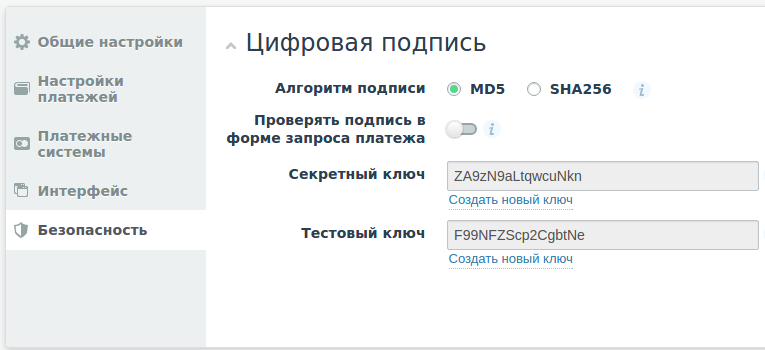 Общие настройки
Настройки
платежей
Платежные
системы
Интерфейс
Безопасность
Цифровая подпись
Алгоритм подписи MD5 SHA256
Проверять подпись в
форме запроса платежа
Секретный ключ ZA9zN9aLtqwcuNkn
Создать новый ключ
Тестовый ключ F99NFZScp2CgbtNe
Создать новый ключ